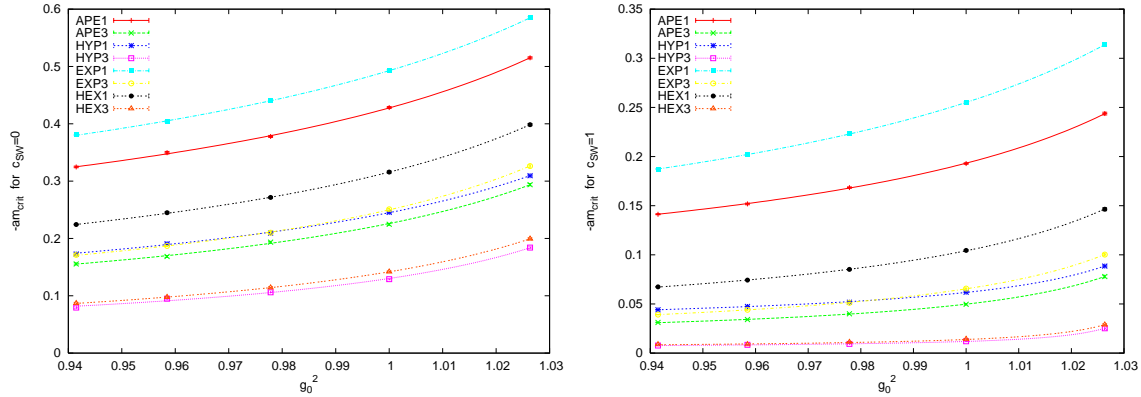 -am_crit for c_SW=0
0.6
0.5
0.4
0.3
0.2
0.1
0
APE1
APE3
HYP1
HYP3
EXP1
EXP3
HEX1
HEX3
0.94 0.95 0.96 0.97 0.98 0.99 1 1.01 1.02 1.03
g_0^2
-am_crit for c_SW=1
0.35
0.3
0.25
0.2
0.15
0.1
0.05
0
APE1
APE3
HYP1
HYP3
EXP1
EXP3
HEX1
HEX3
0.94 0.95 0.96 0.97 0.98 0.99 1 1.01 1.02 1.03
g_0^2